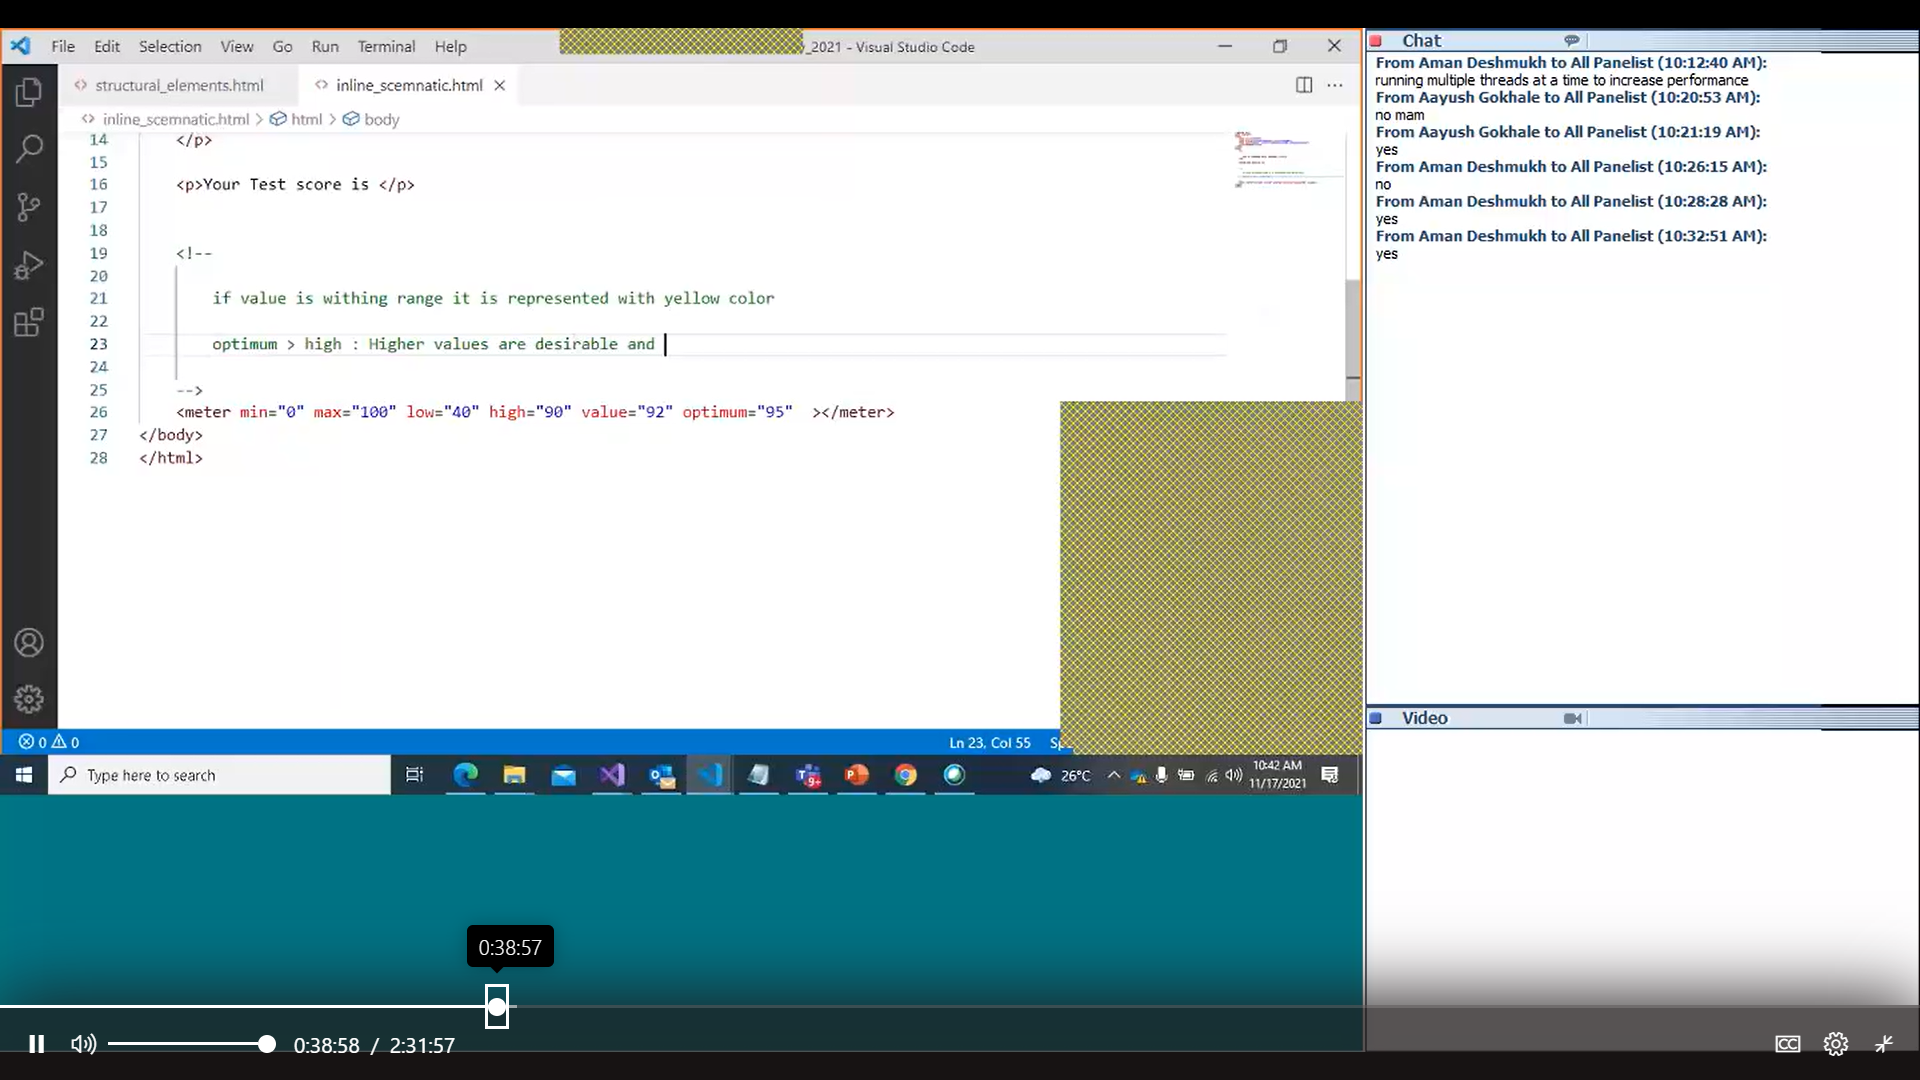 File Edit Selection View Go Run Terminal Help
_2021 - Visual Studio Code
structural_elements.html
inline_scemnatic.html
inline_scemnatic.html > html > body
14 </p>
15
16 <p>Your Test score is </p>
17
18
19 <!--
20
21 if value is withing range it is represented with yellow color
22
23 optimum > high : Higher values are desirable and
24
25 -->
26 <meter min="0" max="100" low="40" high="90" value="92" optimum="95" ></meter>
27 </body>
28 </html>
0 0
Ln 23, Col 55
Type here to search
9+
26°C
10:42 AM
11/17/2021
Chat
From Aman Deshmukh to All Panelist (10:12:40 AM):
running multiple threads at a time to increase performance
From Aayush Gokhale to All Panelist (10:20:53 AM):
no mam
From Aayush Gokhale to All Panelist (10:21:19 AM):
yes
From Aman Deshmukh to All Panelist (10:26:15 AM):
no
From Aman Deshmukh to All Panelist (10:28:28 AM):
yes
From Aman Deshmukh to All Panelist (10:32:51 AM):
yes
Video
0:38:57
0:38:58 / 2:31:57
CC